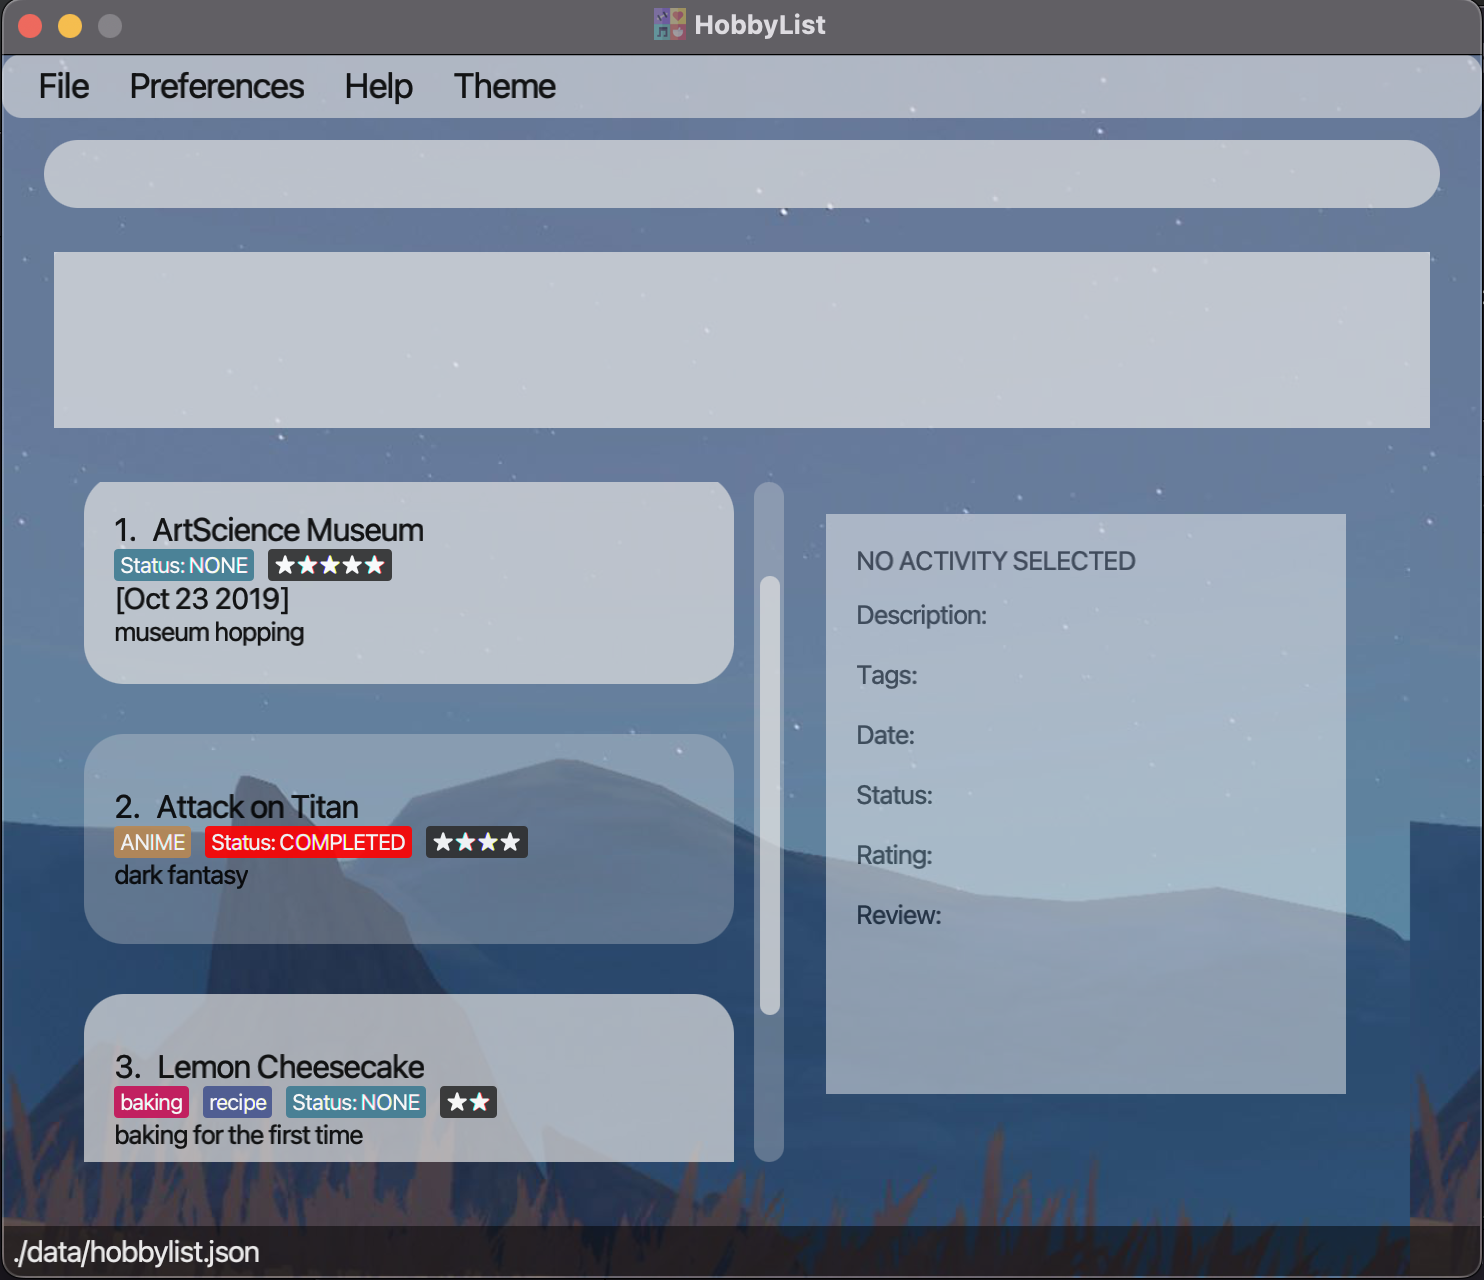 HobbyList
File Preferences Help Theme
1. ArtScience Museum
Status: NONE ★★★★★
[Oct 23 2019]
museum hopping
2. Attack on Titan
ANIME Status: COMPLETED ★★★★
dark fantasy
3. Lemon Cheesecake
baking recipe Status: NONE ★★
baking for the first time
NO ACTIVITY SELECTED
Description:
Tags:
Date:
Status:
Rating:
Review:
./data/hobbylist.json